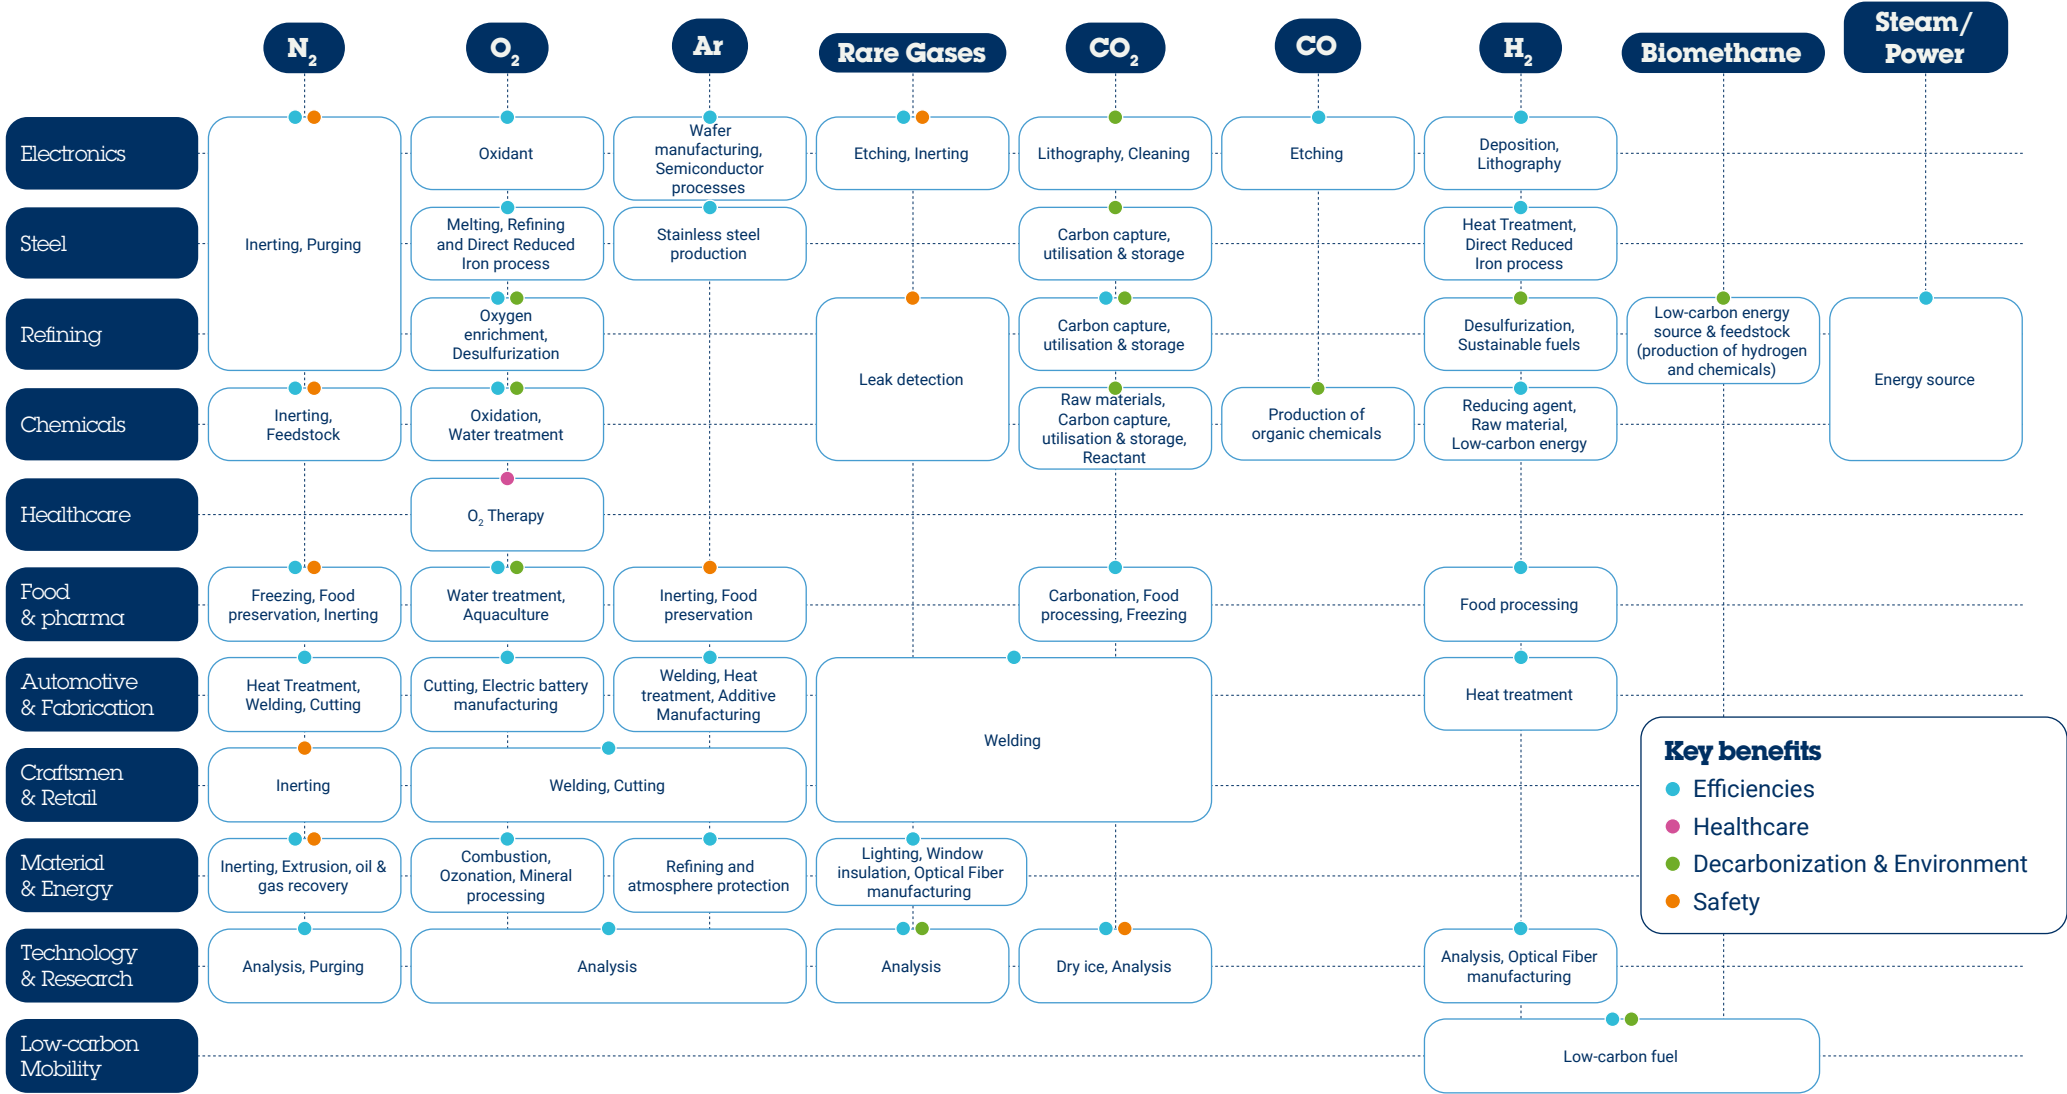 N2
O2
Ar
Rare Gases
CO2
CO
H2
Biomethane
Steam/
Power
Electronics
Inerting, Purging
Oxidant
Wafer
manufacturing,
Semiconductor
processes
Etching, Inerting
Lithography, Cleaning
Etching
Deposition,
Lithography
Steel
Melting, Refining
and Direct Reduced
Iron process
Stainless steel
production
Carbon capture,
utilisation & storage
Heat Treatment,
Direct Reduced
Iron process
Refining
Oxygen
enrichment,
Desulfurization
Leak detection
Carbon capture,
utilisation & storage
Desulfurization,
Sustainable fuels
Low-carbon energy
source & feedstock
(production of hydrogen
and chemicals)
Energy source
Chemicals
Inerting,
Feedstock
Oxidation,
Water treatment
Raw materials,
Carbon capture,
utilisation & storage,
Reactant
Production of
organic chemicals
Reducing agent,
Raw material,
Low-carbon energy
Healthcare
O2 Therapy
Food
& pharma
Freezing, Food
preservation, Inerting
Water treatment,
Aquaculture
Inerting, Food
preservation
Carbonation, Food
processing, Freezing
Food processing
Automotive
& Fabrication
Heat Treatment,
Welding, Cutting
Cutting, Electric battery
manufacturing
Welding, Heat
treatment, Additive
Manufacturing
Welding
Heat treatment
Craftsmen
& Retail
Inerting
Welding, Cutting
Material
& Energy
Inerting, Extrusion, oil &
gas recovery
Combustion,
Ozonation, Mineral
processing
Refining and
atmosphere protection
Lighting, Window
insulation, Optical Fiber
manufacturing
Technology
& Research
Analysis, Purging
Analysis
Analysis
Dry ice, Analysis
Analysis, Optical Fiber
manufacturing
Low-carbon
Mobility
Low-carbon fuel
Key benefits
Efficiencies
Healthcare
Decarbonization & Environment
Safety